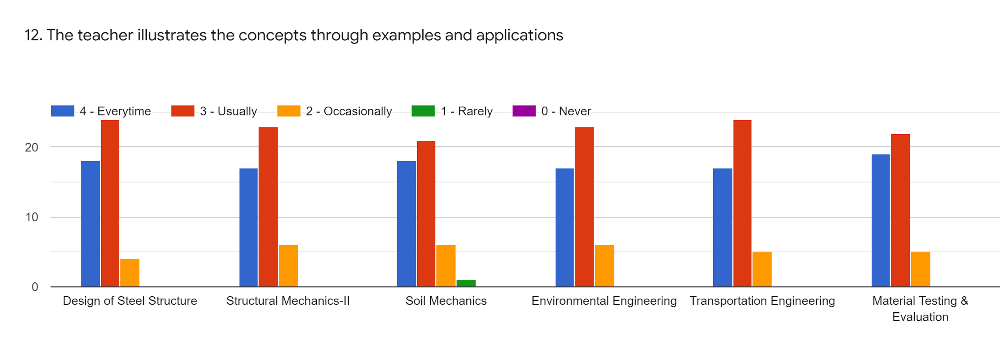 12. The teacher illustrates the concepts through examples and applications
4 - Everytime
3 - Usually
2 - Occasionally
1 - Rarely
0 - Never
20
10
0
Design of Steel Structure
Structural Mechanics-II
Soil Mechanics
Environmental Engineering
Transportation Engineering
Material Testing &
Evaluation